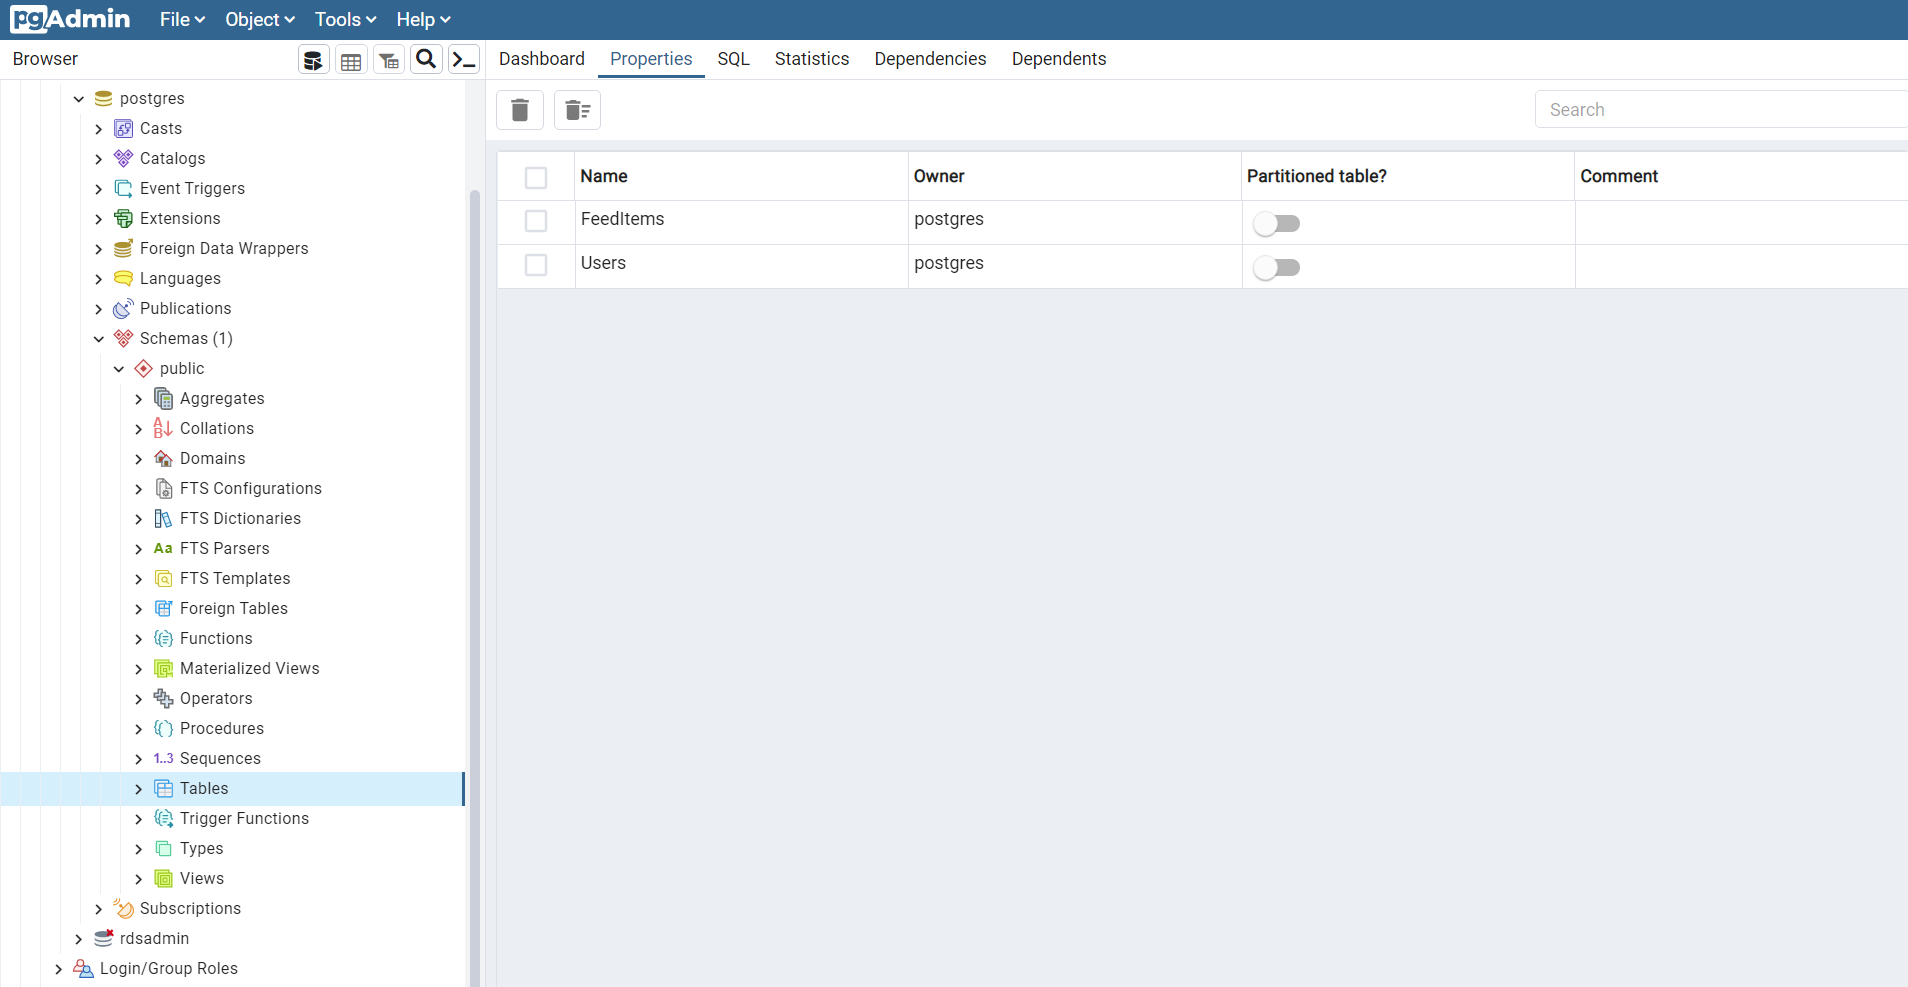 pgAdmin File Object Tools Help
Browser
Dashboard Properties SQL Statistics Dependencies Dependents
Search
Name Owner Partitioned table? Comment
FeedItems postgres
Users postgres
postgres
Casts
Catalogs
Event Triggers
Extensions
Foreign Data Wrappers
Languages
Publications
Schemas (1)
public
Aggregates
Collations
Domains
FTS Configurations
FTS Dictionaries
Aa FTS Parsers
FTS Templates
Foreign Tables
Functions
Materialized Views
Operators
Procedures
1..3 Sequences
Tables
Trigger Functions
Types
Views
Subscriptions
rdsadmin
Login/Group Roles